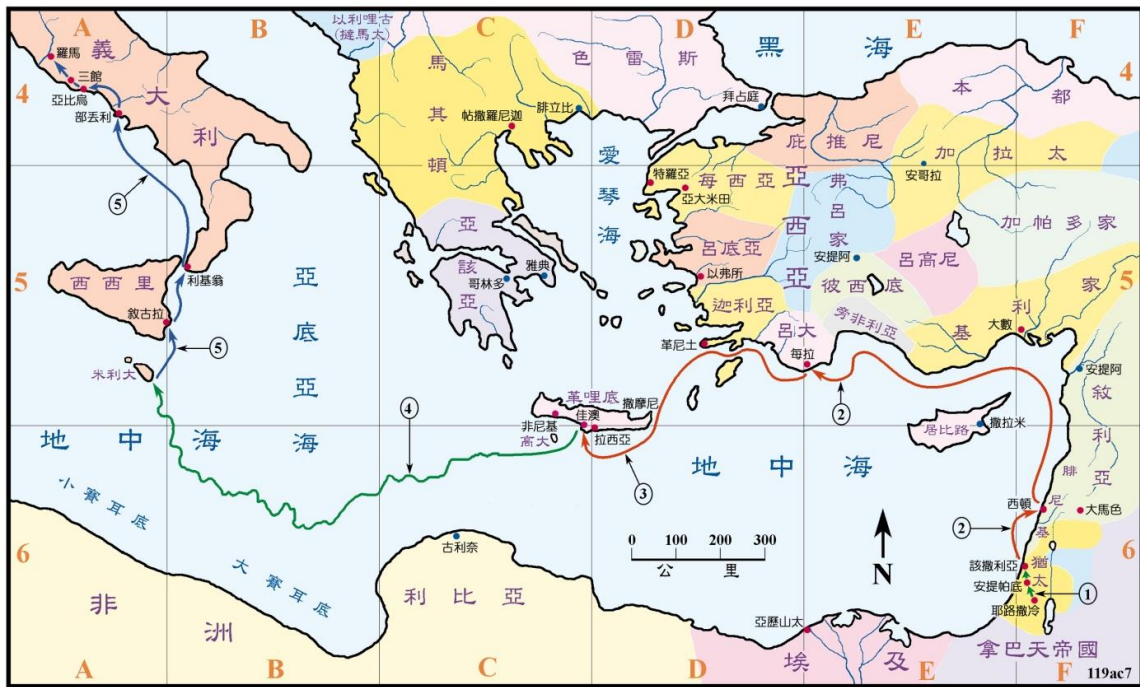 A B C D E F
以利哩古
(撻馬大)
義
大
利
羅馬
三館
亞比烏
部丟利
4
馬
其
頓
色雷斯
黑海
本都
4
拜占庭
腓立比
帖撒羅尼迦
愛琴海
庇推尼
加拉太
安哥拉
特羅亞
每西亞
亞大米田
亞西亞
弗呂家
加帕多家
呂底亞
呂高尼
安提阿
彼西底
以弗所
迦利亞
旁非利亞
基利家
大數
呂大
每拉
革尼土
亞
該
亞
雅典
哥林多
5
西西里
利基翁
敘古拉
米利大
亞底亞海
5
5
5
安提阿
敘利亞
革哩底
撒摩尼
佳澳
非尼基
高大
拉西亞
居比路
撒拉米
2
4
3
地中海
地中海
小賽耳底
大賽耳底
腓尼基
西頓
大馬色
2
0 100 200 300
公里
N
6
6
古利奈
該撒利亞
猶太
安提帕底
1
耶路撒冷
非洲
利比亞
亞歷山太
埃及
拿巴天帝國
A B C D E F
119ac7